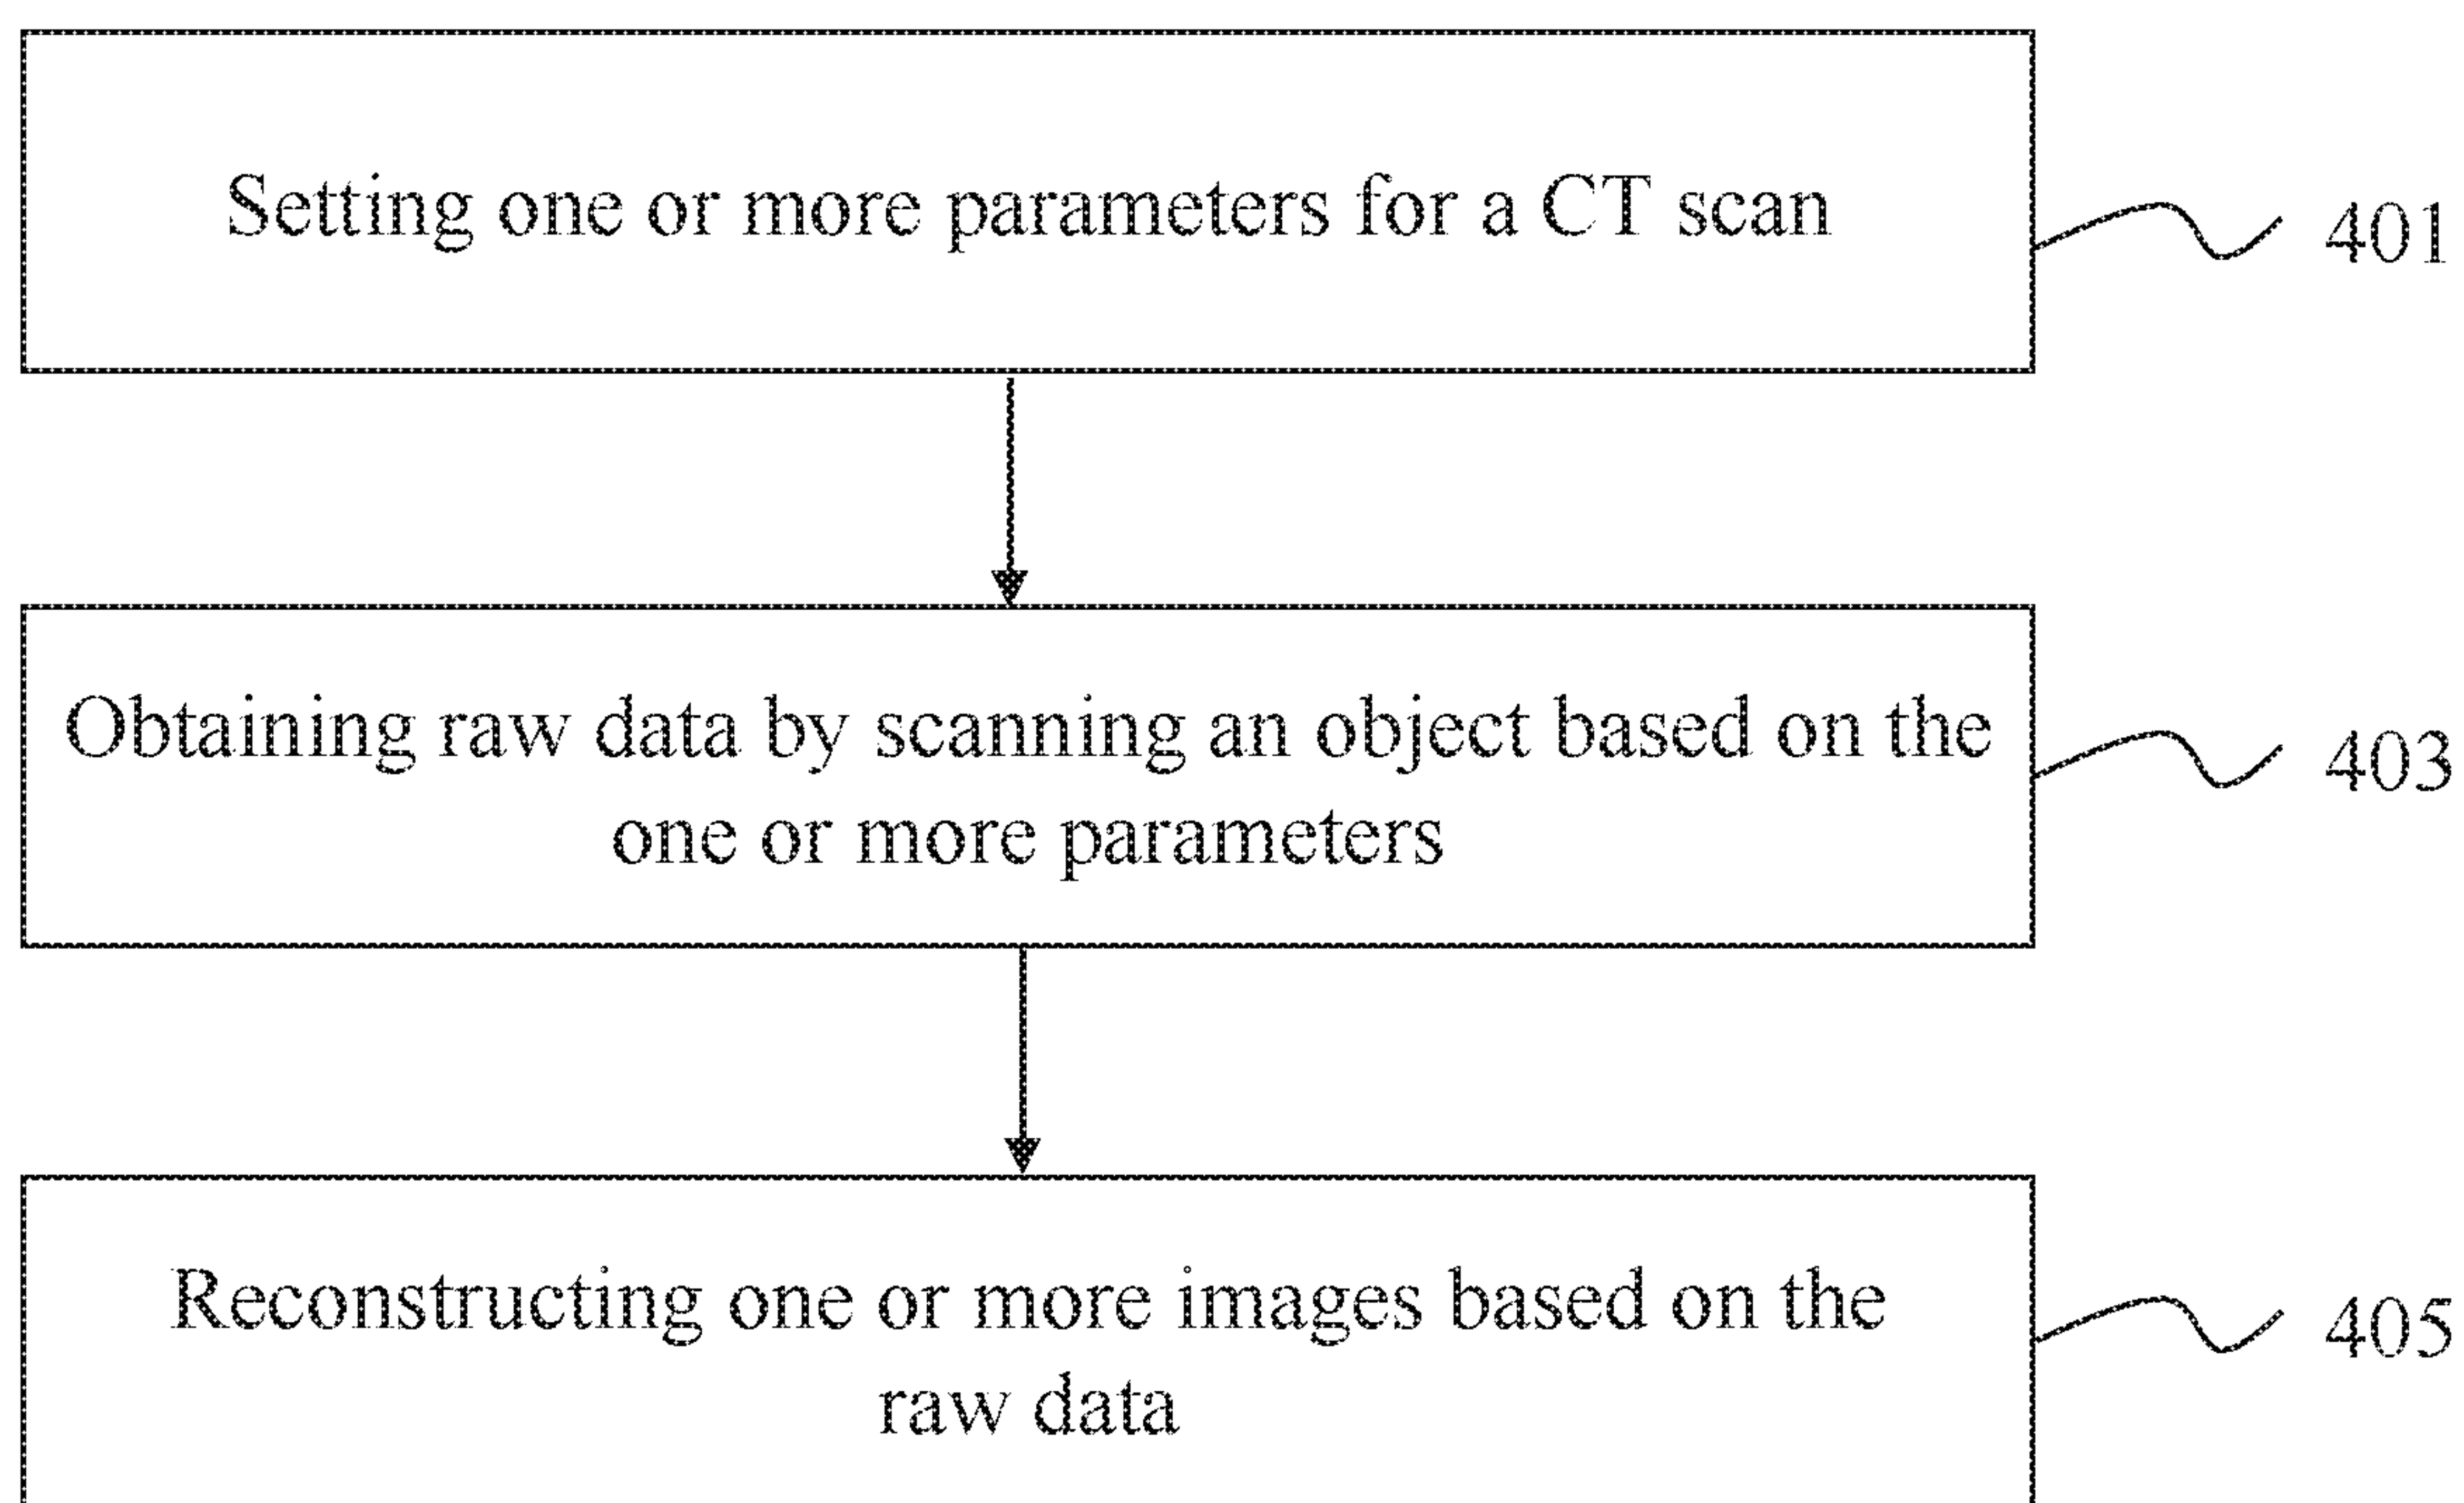 Setting one or more parameters for a CT scan
401
Obtaining raw data by scanning an object based on the
one or more parameters
403
Reconstructing one or more images based on the
raw data
405